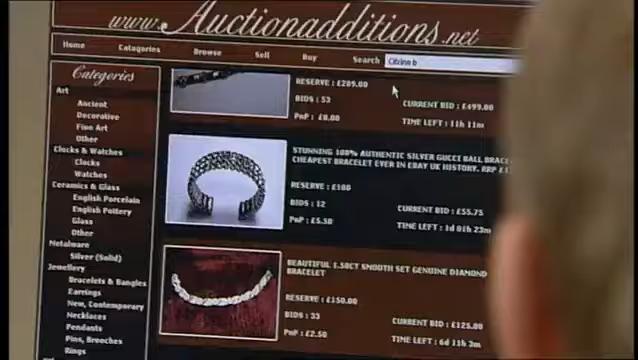 www.Auctionadditions.net
Home Catagories Browse Sell Buy Search Citrine b
Categories
Art
Ancient
Decorative
Fine Art
Other
Clocks & Watches
Clocks
Watches
Ceramics & Glass
English Porcelain
English Pottery
Glass
Other
Metalware
Silver (Solid)
Jewellery
Bracelets & Bangles
Earrings
New, Contemporary
Necklaces
Pendants
Pins, Brooches
Rings
RESERVE : £289.00
BIDS : 52
CURRENT BID : £499.00
PnP : £8.00
TIME LEFT : 11h 11m
STUNNING 100% AUTHENTIC SILVER GUCCI BALL BRACE
CHEAPEST BRACELET EVER IN EBAY UK HISTORY. RRP £1
RESERVE : £100
BIDS : 12
CURRENT BID : £55.75
PnP : £5.50
TIME LEFT : 1d 01h 23m
BEAUTIFUL 1.50CT SMOOTH SET GENUINE DIAMOND
BRACELET
RESERVE : £150.00
BIDS : 33
CURRENT BID : £125.00
PnP : £2.50
TIME LEFT : 6d 11h 3m